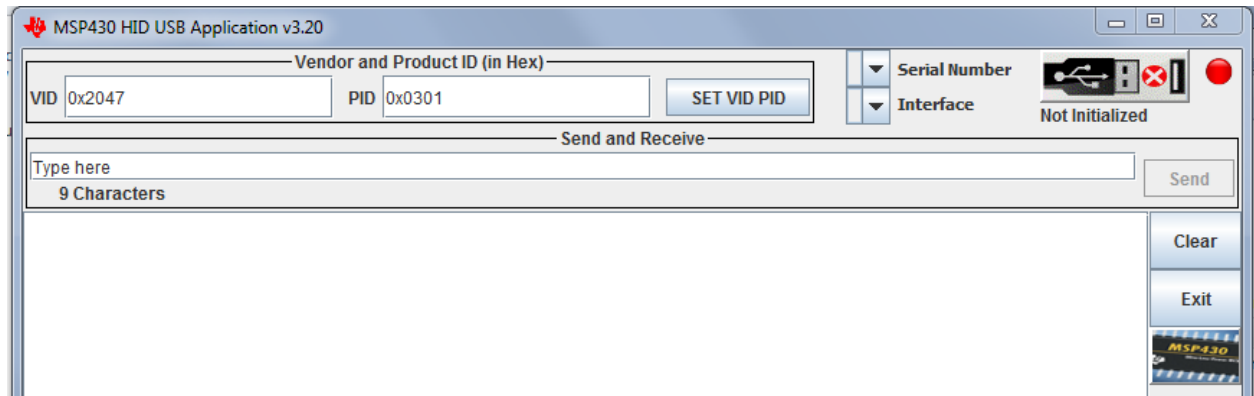 MSP430 HID USB Application v3.20
Vendor and Product ID (in Hex)
VID 0x2047 PID 0x0301 SET VID PID
Serial Number
Interface
Not Initialized
Send and Receive
Type here
9 Characters
Send
Clear
Exit
MSP430